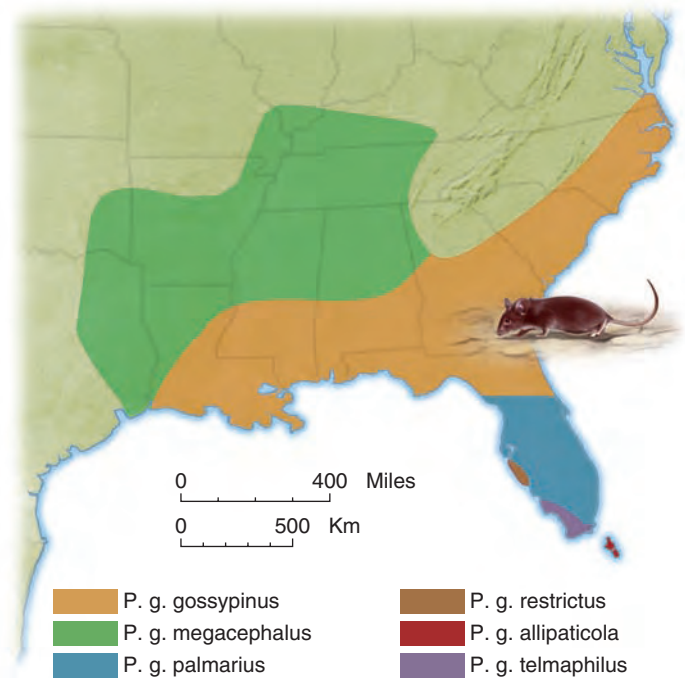 0 400 Miles
0 500 Km
P. g. gossypinus
P. g. megacephalus
P. g. palmarius
P. g. restrictus
P. g. allipaticola
P. g. telmaphilus